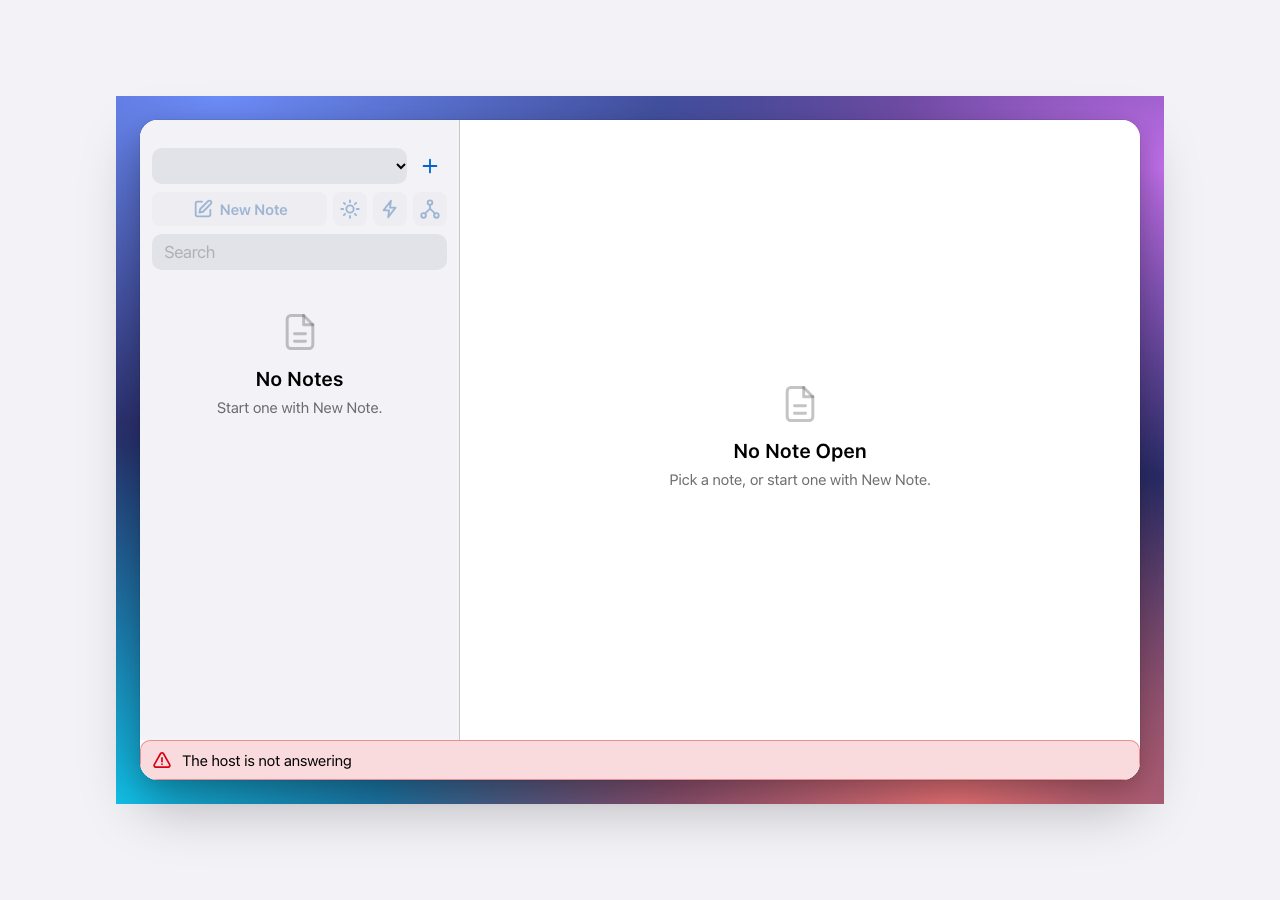 New Note
Search
No Notes
Start one with New Note.
No Note Open
Pick a note, or start one with New Note.
The host is not answering